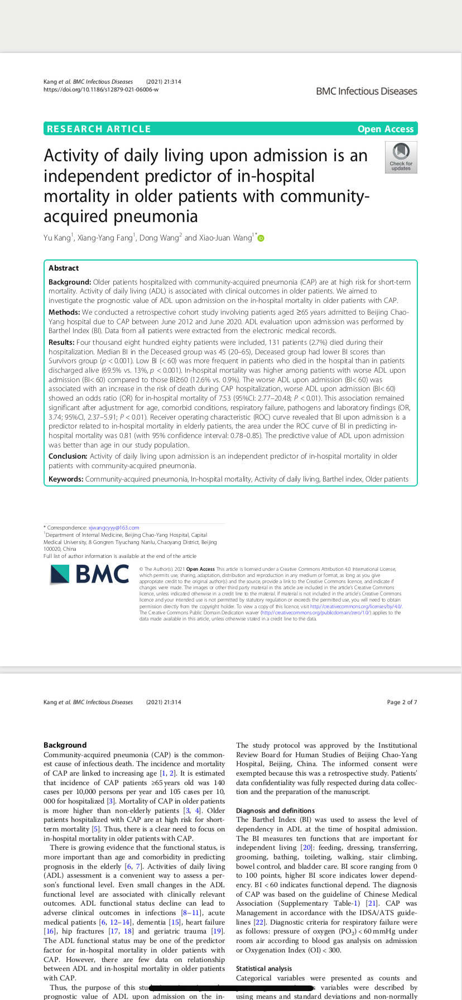 Kang et al. BMC Infectious Diseases (2021) 21:314
https://doi.org/10.1186/s12879-021-06006-w
BMC Infectious Diseases
RESEARCH ARTICLE Open Access
Check for
updates
Activity of daily living upon admission is an
independent predictor of in-hospital
mortality in older patients with community-
acquired pneumonia
Yu Kang1, Xiang-Yang Fang1, Dong Wang2 and Xiao-Juan Wang1*
Abstract
Background: Older patients hospitalized with community-acquired pneumonia (CAP) are at high risk for short-term
mortality. Activity of daily living (ADL) is associated with clinical outcomes in older patients. We aimed to
investigate the prognostic value of ADL upon admission on the in-hospital mortality in older patients with CAP.
Methods: We conducted a retrospective cohort study involving patients aged ≥65 years admitted to Beijing Chao-
Yang hospital due to CAP between June 2012 and June 2020. ADL evaluation upon admission was performed by
Barthel Index (BI). Data from all patients were extracted from the electronic medical records.
Results: Four thousand eight hundred eighty patients were included, 131 patients (2.7%) died during their
hospitalization. Median BI in the Deceased group was 45 (20–65), Deceased group had lower BI scores than
Survivors group (p < 0.001). Low BI (< 60) was more frequent in patients who died in the hospital than in patients
discharged alive (69.5% vs. 13%, p < 0.001). In-hospital mortality was higher among patients with worse ADL upon
admission (BI< 60) compared to those BI≥60 (12.6% vs. 0.9%). The worse ADL upon admission (BI< 60) was
associated with an increase in the risk of death during CAP hospitalization, worse ADL upon admission (BI< 60)
showed an odds ratio (OR) for in-hospital mortality of 7.53 (95%CI: 2.77–20.48; P < 0.01). This association remained
significant after adjustment for age, comorbid conditions, respiratory failure, pathogens and laboratory findings (OR,
3.74; 95%CI, 2.37–5.91; P < 0.01). Receiver operating characteristic (ROC) curve revealed that BI upon admission is a
predictor related to in-hospital mortality in elderly patients, the area under the ROC curve of BI in predicting in-
hospital mortality was 0.81 (with 95% confidence interval: 0.78–0.85). The predictive value of ADL upon admission
was better than age in our study population.
Conclusion: Activity of daily living upon admission is an independent predictor of in-hospital mortality in older
patients with community-acquired pneumonia.
Keywords: Community-acquired pneumonia, In-hospital mortality, Activity of daily living, Barthel index, Older patients
* Correspondence: xjwangcyyy@163.com
1Department of Internal Medicine, Beijing Chao-Yang Hospital, Capital
Medical University, 8 Gongren Tiyuchang Nanlu, Chaoyang District, Beijing
100020, China
Full list of author information is available at the end of the article
BMC
© The Author(s). 2021 Open Access This article is licensed under a Creative Commons Attribution 4.0 International License,
which permits use, sharing, adaptation, distribution and reproduction in any medium or format, as long as you give
appropriate credit to the original author(s) and the source, provide a link to the Creative Commons licence, and indicate if
changes were made. The images or other third party material in this article are included in the article's Creative Commons
licence, unless indicated otherwise in a credit line to the material. If material is not included in the article's Creative Commons
licence and your intended use is not permitted by statutory regulation or exceeds the permitted use, you will need to obtain
permission directly from the copyright holder. To view a copy of this licence, visit http://creativecommons.org/licenses/by/4.0/.
The Creative Commons Public Domain Dedication waiver (http://creativecommons.org/publicdomain/zero/1.0/) applies to the
data made available in this article, unless otherwise stated in a credit line to the data.
Kang et al. BMC Infectious Diseases (2021) 21:314 Page 2 of 7
Background
Community-acquired pneumonia (CAP) is the common-
est cause of infectious death. The incidence and mortality
of CAP are linked to increasing age [1, 2]. It is estimated
that incidence of CAP patients ≥65 years old was 140
cases per 10,000 persons per year and 105 cases per 10,
000 for hospitalized [3]. Mortality of CAP in older patients
is more higher than non-elderly patients [3, 4]. Older
patients hospitalized with CAP are at high risk for short-
term mortality [5]. Thus, there is a clear need to focus on
in-hospital mortality in older patients with CAP.
There is growing evidence that the functional status, is
more important than age and comorbidity in predicting
prognosis in the elderly [6, 7]. Activities of daily living
(ADL) assessment is a convenient way to assess a per-
son's functional level. Even small changes in the ADL
functional level are associated with clinically relevant
outcomes. ADL functional status decline can lead to
adverse clinical outcomes in infections [8–11], acute
medical patients [6, 12–14], dementia [15], heart failure
[16], hip fractures [17, 18] and geriatric trauma [19].
The ADL functional status may be one of the predictor
factor for in-hospital mortality in older patients with
CAP. However, there are few data on relationship
between ADL and in-hospital mortality in older patients
with CAP.
Thus, the purpose of this
prognostic value of ADL upon admission on the in-
The study protocol was approved by the Institutional
Review Board for Human Studies of Beijing Chao-Yang
Hospital, Beijing, China. The informed consent were
exempted because this was a retrospective study. Patients'
data confidentiality was fully respected during data collec-
tion and the preparation of the manuscript.
Diagnosis and definitions
The Barthel Index (BI) was used to assess the level of
dependency in ADL at the time of hospital admission.
The BI measures ten functions that are important for
independent living [20]: feeding, dressing, transferring,
grooming, bathing, toileting, walking, stair climbing,
bowel control, and bladder care. BI score ranging from 0
to 100 points, higher BI score indicates lower depend-
ency. BI < 60 indicates functional depend. The diagnosis
of CAP was based on the guideline of Chinese Medical
Association (Supplementary Table-1) [21]. CAP was
Management in accordance with the IDSA/ATS guide-
lines [22]. Diagnostic criteria for respiratory failure were
as follows: pressure of oxygen (PO2) < 60 mmHg under
room air according to blood gas analysis on admission
or Oxygenation Index (OI) < 300.
Statistical analysis
Categorical variables were presented as counts and
variables were described by
using means and standard deviations and non-normally